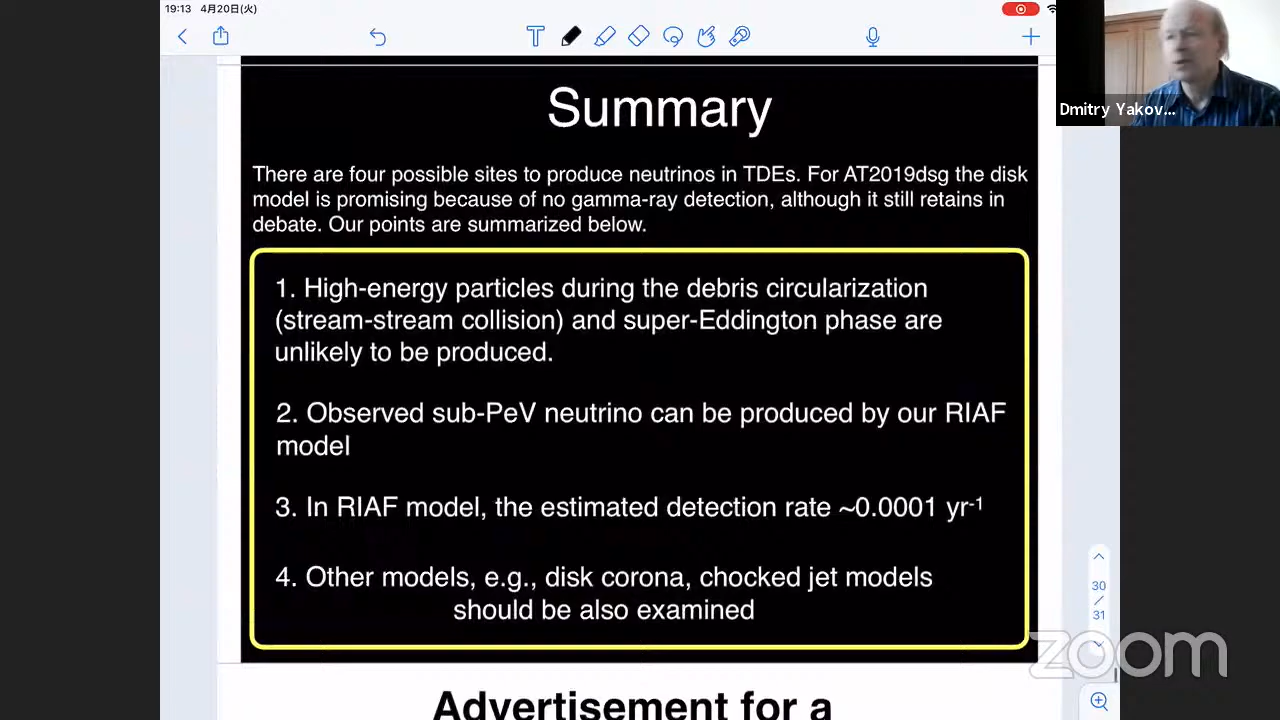 19:13 4月20日(火)
Summary
Dmitry Yakov...
There are four possible sites to produce neutrinos in TDEs. For AT2019dsg the disk
model is promising because of no gamma-ray detection, although it still retains in
debate. Our points are summarized below.
1. High-energy particles during the debris circularization
(stream-stream collision) and super-Eddington phase are
unlikely to be produced.
2. Observed sub-PeV neutrino can be produced by our RIAF
model
3. In RIAF model, the estimated detection rate ~0.0001 yr⁻¹
4. Other models, e.g., disk corona, chocked jet models
should be also examined
30
/
31
zoom
Advertisement for a